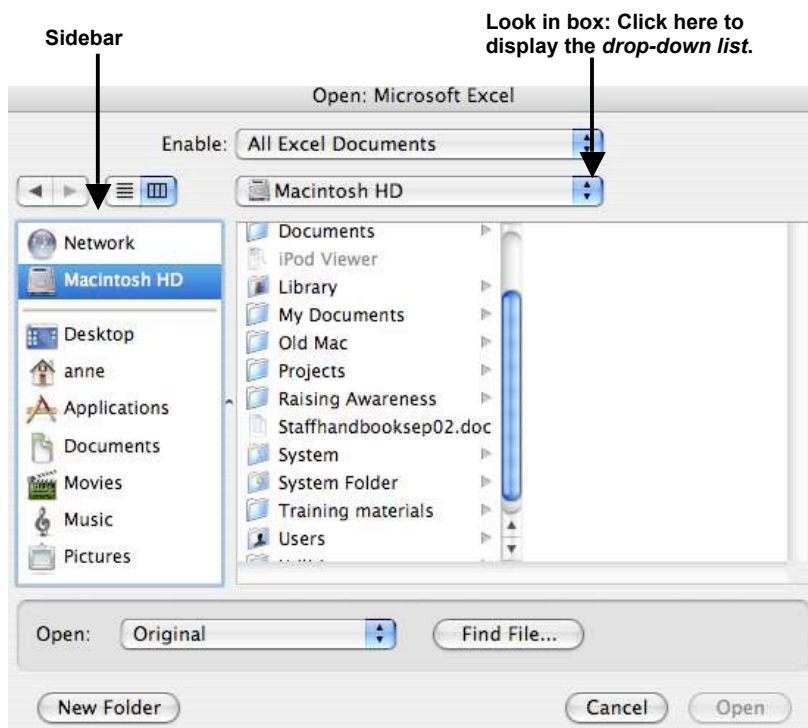 Sidebar
Look in box: Click here to
display the drop-down list.
Open: Microsoft Excel
Enable: All Excel Documents
Macintosh HD
Network
Macintosh HD
Desktop
anne
Applications
Documents
Movies
Music
Pictures
Documents
iPod Viewer
Library
My Documents
Old Mac
Projects
Raising Awareness
Staffhandbooksep02.doc
System
System Folder
Training materials
Users
Open: Original Find File...
New Folder Cancel Open